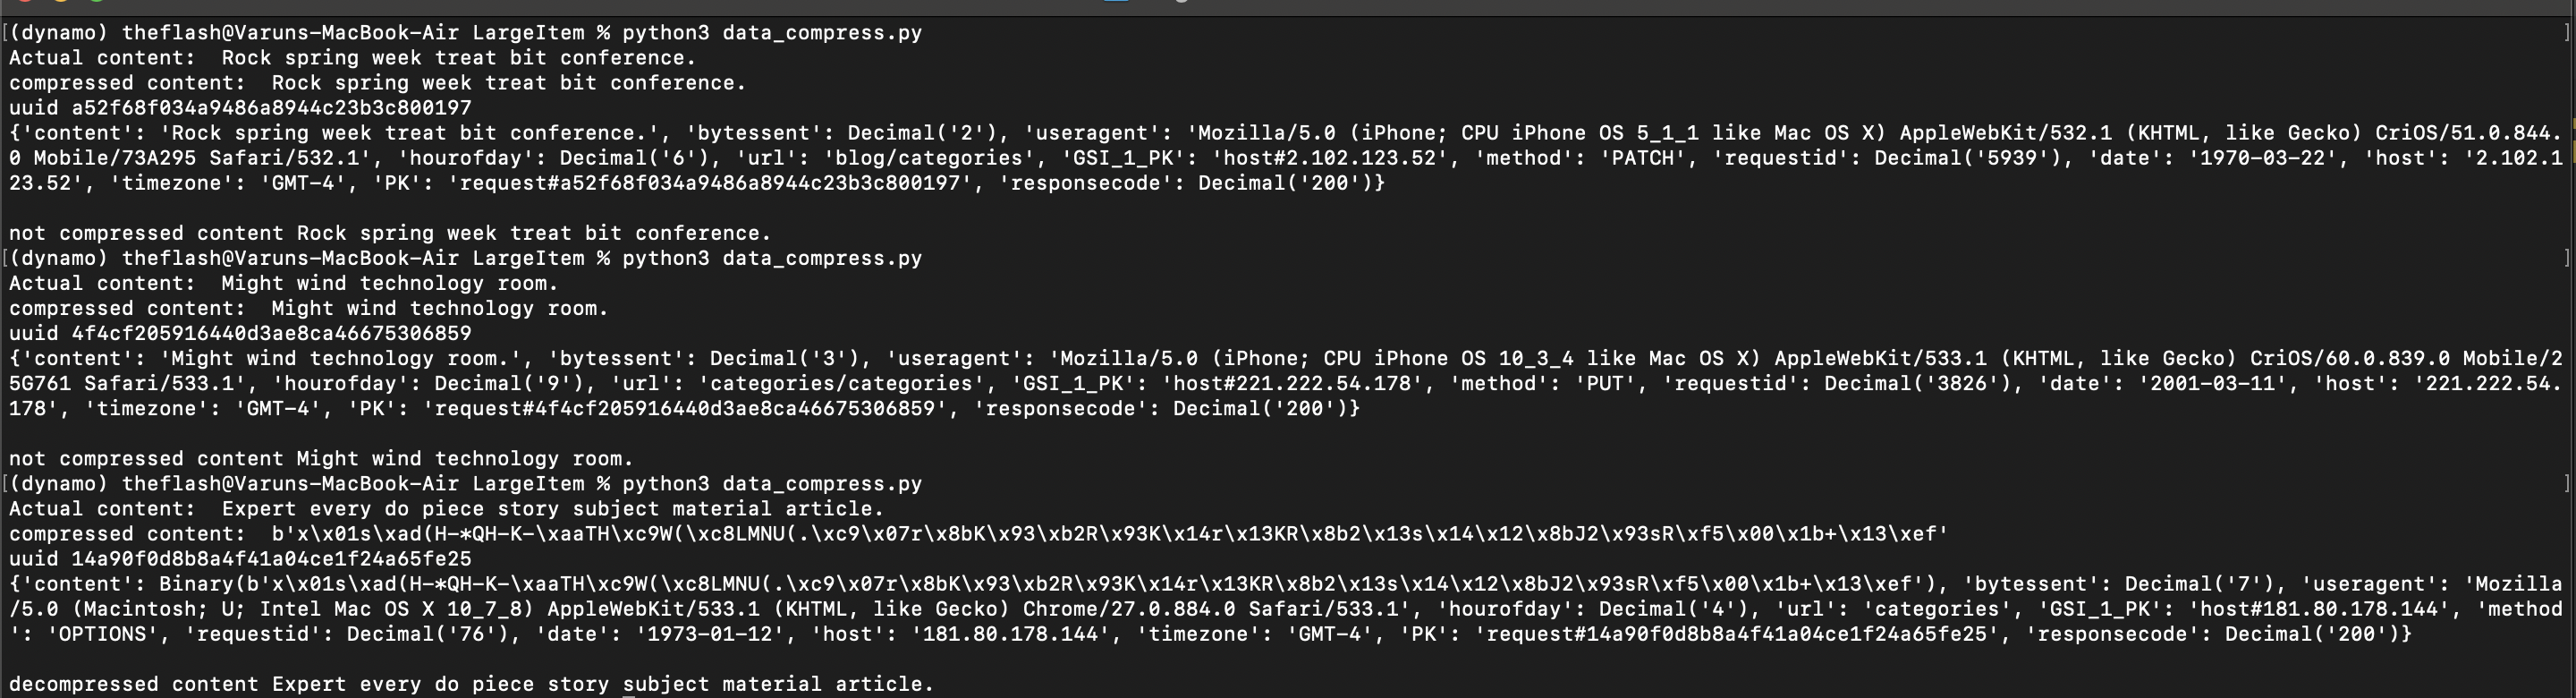 [(dynamo) theflash@Varuns-MacBook-Air LargeItem % python3 data_compress.py ]
Actual content:  Rock spring week treat bit conference.
compressed content:  Rock spring week treat bit conference.
uuid a52f68f034a9486a8944c23b3c800197
{'content': 'Rock spring week treat bit conference.', 'bytessent': Decimal('2'), 'useragent': 'Mozilla/5.0 (iPhone; CPU iPhone OS 5_1_1 like Mac OS X) AppleWebKit/532.1 (KHTML, like Gecko) CriOS/51.0.844.
0 Mobile/73A295 Safari/532.1', 'hourofday': Decimal('6'), 'url': 'blog/categories', 'GSI_1_PK': 'host#2.102.123.52', 'method': 'PATCH', 'requestid': Decimal('5939'), 'date': '1970-03-22', 'host': '2.102.1
23.52', 'timezone': 'GMT-4', 'PK': 'request#a52f68f034a9486a8944c23b3c800197', 'responsecode': Decimal('200')}
not compressed content Rock spring week treat bit conference.
[(dynamo) theflash@Varuns-MacBook-Air LargeItem % python3 data_compress.py ]
Actual content:  Might wind technology room.
compressed content:  Might wind technology room.
uuid 4f4cf205916440d3ae8ca46675306859
{'content': 'Might wind technology room.', 'bytessent': Decimal('3'), 'useragent': 'Mozilla/5.0 (iPhone; CPU iPhone OS 10_3_4 like Mac OS X) AppleWebKit/533.1 (KHTML, like Gecko) CriOS/60.0.839.0 Mobile/2
5G761 Safari/533.1', 'hourofday': Decimal('9'), 'url': 'categories/categories', 'GSI_1_PK': 'host#221.222.54.178', 'method': 'PUT', 'requestid': Decimal('3826'), 'date': '2001-03-11', 'host': '221.222.54.
178', 'timezone': 'GMT-4', 'PK': 'request#4f4cf205916440d3ae8ca46675306859', 'responsecode': Decimal('200')}
not compressed content Might wind technology room.
[(dynamo) theflash@Varuns-MacBook-Air LargeItem % python3 data_compress.py ]
Actual content:  Expert every do piece story subject material article.
compressed content:  b'x\x01s\xad(H-*QH-K-\xaaTH\xc9W(\xc8LMNU(.\xc9\x07r\x8bK\x93\xb2R\x93K\x14r\x13KR\x8b2\x13s\x14\x12\x8bJ2\x93sR\xf5\x00\x1b+\x13\xef'
uuid 14a90f0d8b8a4f41a04ce1f24a65fe25
{'content': Binary(b'x\x01s\xad(H-*QH-K-\xaaTH\xc9W(\xc8LMNU(.\xc9\x07r\x8bK\x93\xb2R\x93K\x14r\x13KR\x8b2\x13s\x14\x12\x8bJ2\x93sR\xf5\x00\x1b+\x13\xef'), 'bytessent': Decimal('7'), 'useragent': 'Mozilla
/5.0 (Macintosh; U; Intel Mac OS X 10_7_8) AppleWebKit/533.1 (KHTML, like Gecko) Chrome/27.0.884.0 Safari/533.1', 'hourofday': Decimal('4'), 'url': 'categories', 'GSI_1_PK': 'host#181.80.178.144', 'method
': 'OPTIONS', 'requestid': Decimal('76'), 'date': '1973-01-12', 'host': '181.80.178.144', 'timezone': 'GMT-4', 'PK': 'request#14a90f0d8b8a4f41a04ce1f24a65fe25', 'responsecode': Decimal('200')}
decompressed content Expert every do piece story subject material article.